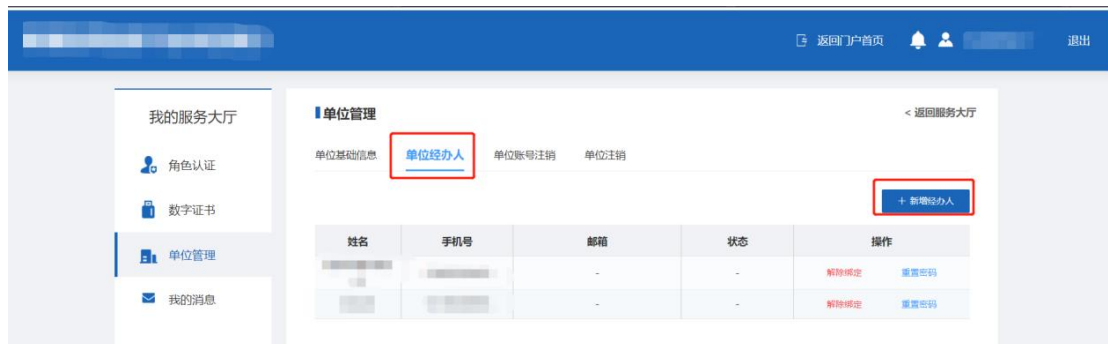 返回门户首页 退出
我的服务大厅
角色认证
数字证书
单位管理
我的消息
单位管理 < 返回服务大厅
单位基础信息 单位经办人 单位账号注销 单位注销
+ 新增经办人
姓名 手机号 邮箱 状态 操作
- - 解除绑定 重置密码
- - 解除绑定 重置密码